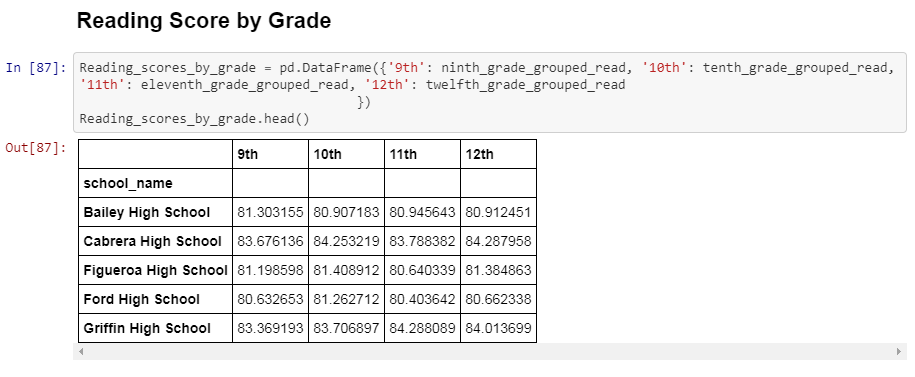 Reading Score by Grade
In [87]: Reading_scores_by_grade = pd.DataFrame({'9th': ninth_grade_grouped_read, '10th': tenth_grade_grouped_read,
'11th': eleventh_grade_grouped_read, '12th': twelfth_grade_grouped_read
})
Reading_scores_by_grade.head()
Out[87]:
9th 10th 11th 12th
school_name
Bailey High School 81.303155 80.907183 80.945643 80.912451
Cabrera High School 83.676136 84.253219 83.788382 84.287958
Figueroa High School 81.198598 81.408912 80.640339 81.384863
Ford High School 80.632653 81.262712 80.403642 80.662338
Griffin High School 83.369193 83.706897 84.288089 84.013699